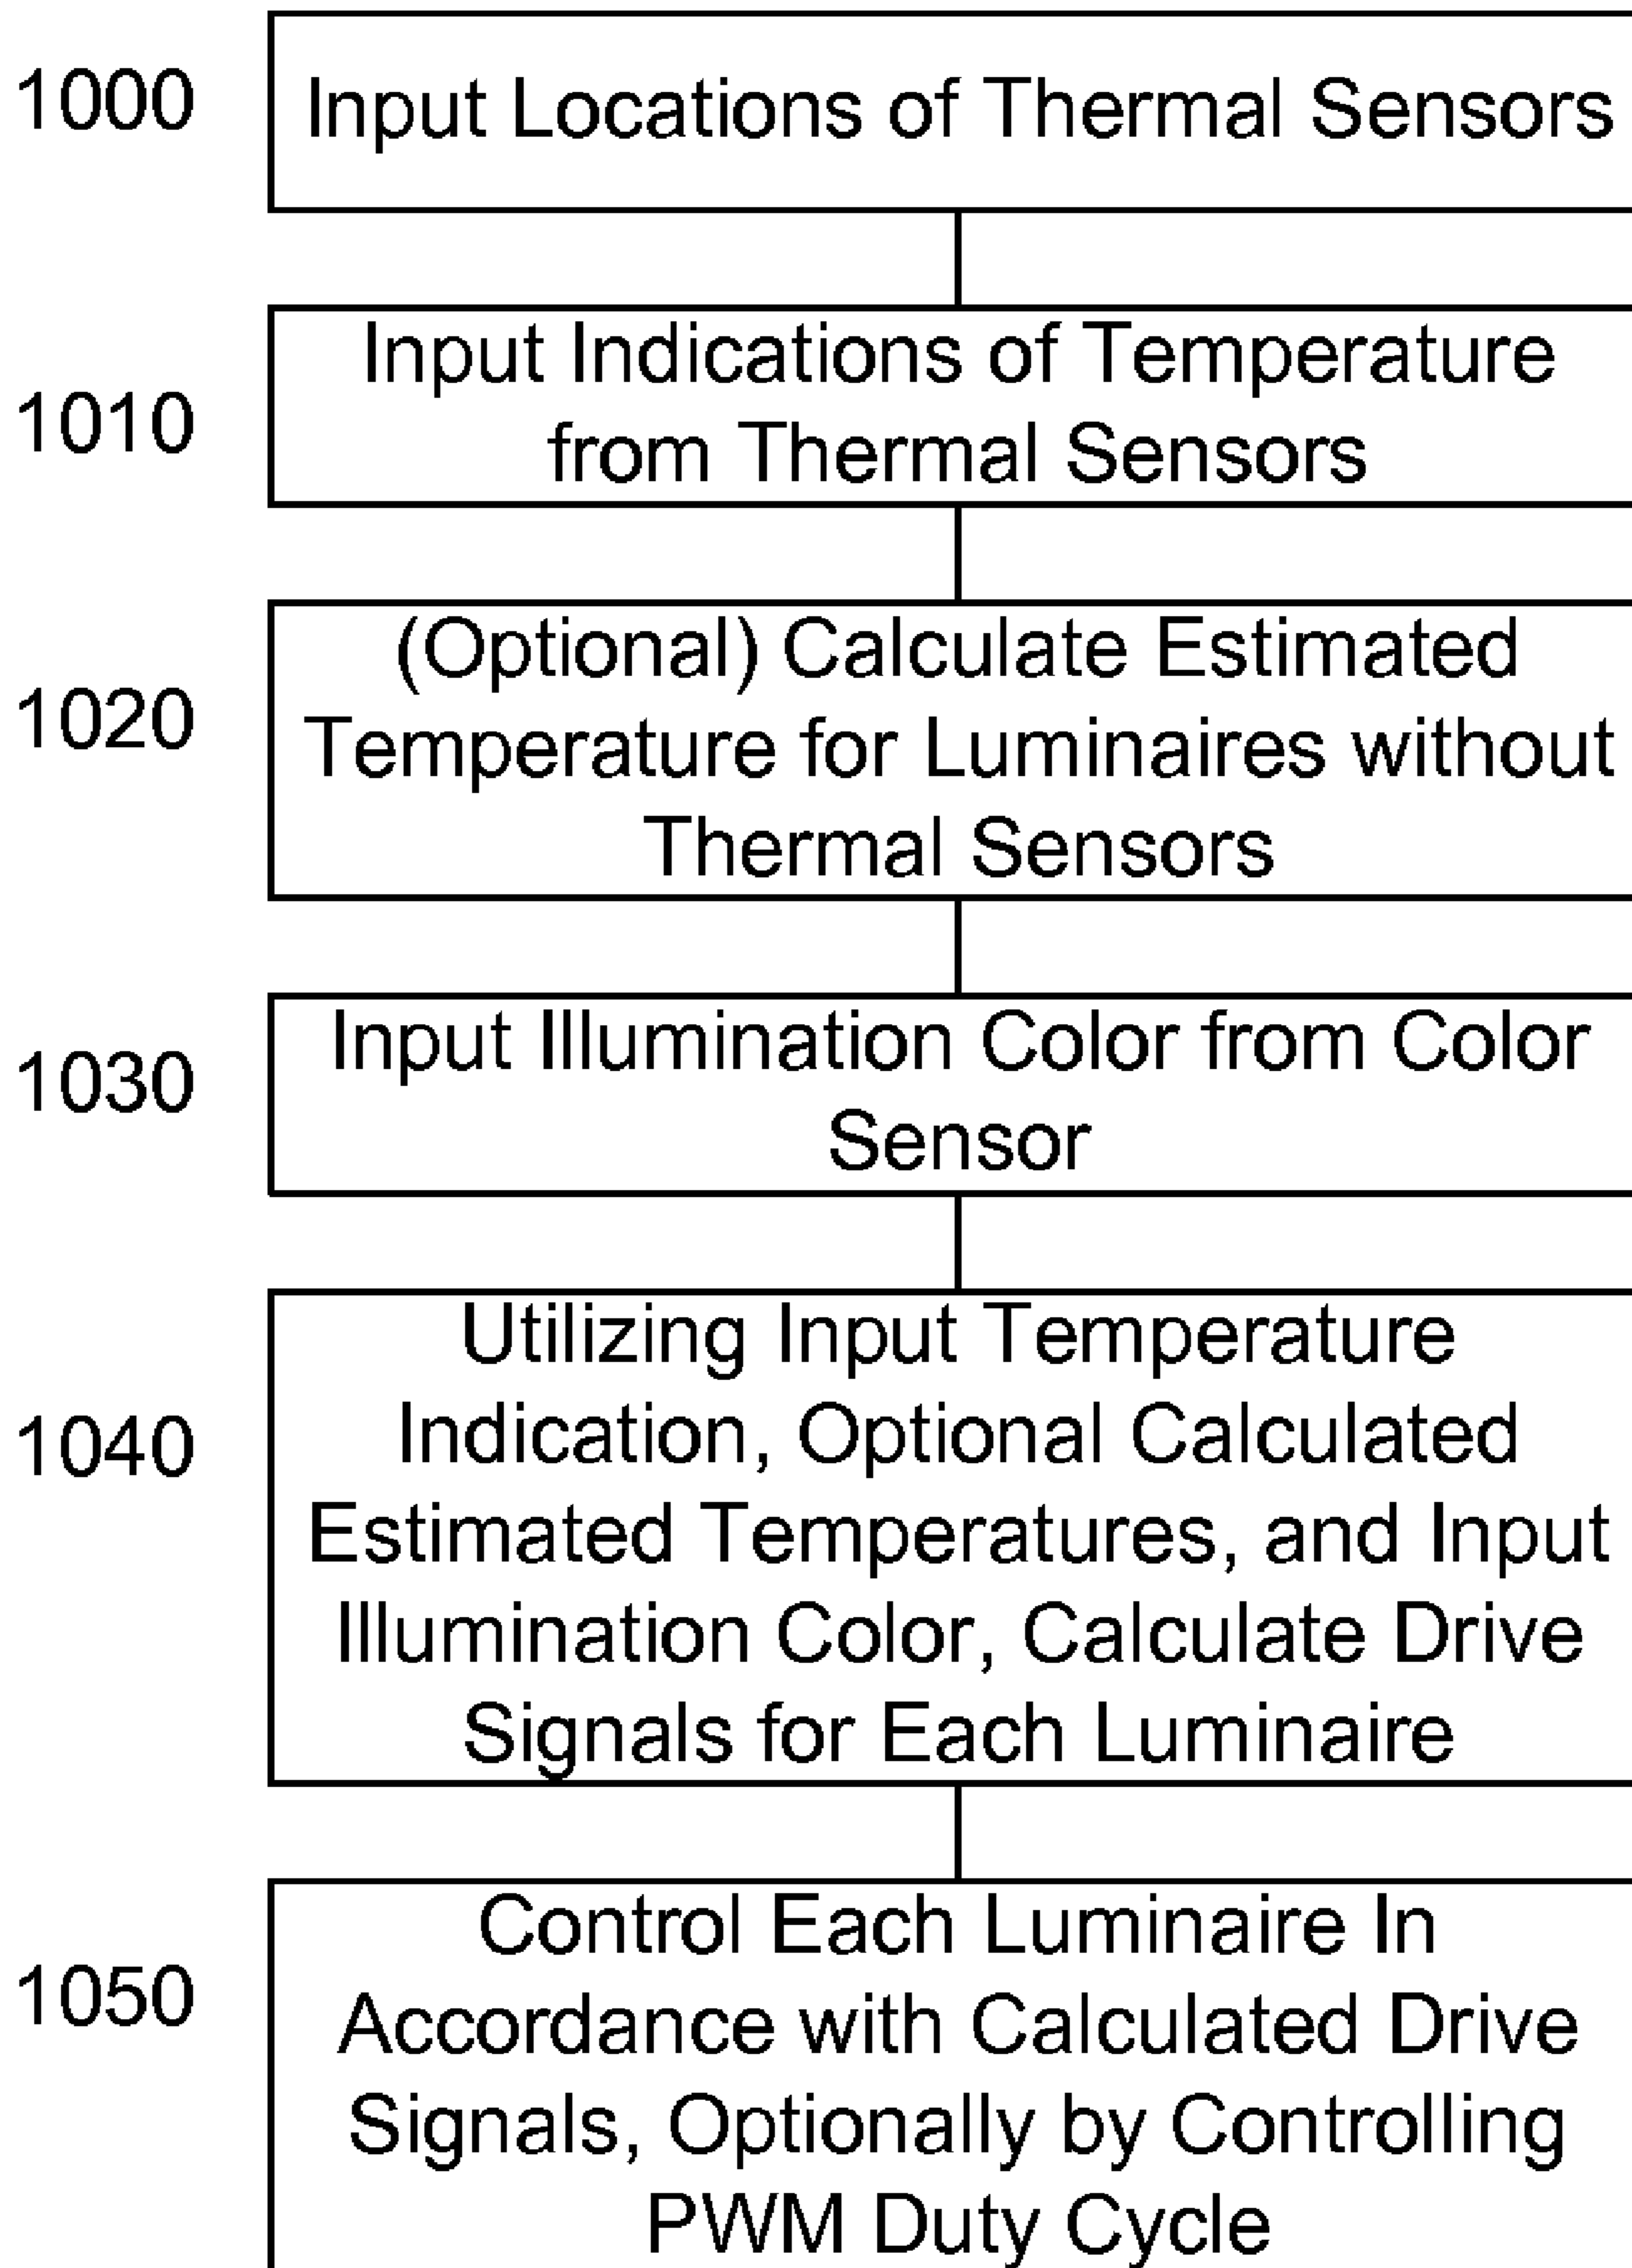 1000
Input Locations of Thermal Sensors
1010
Input Indications of Temperature
from Thermal Sensors
1020
(Optional) Calculate Estimated
Temperature for Luminaires without
Thermal Sensors
1030
Input Illumination Color from Color
Sensor
1040
Utilizing Input Temperature
Indication, Optional Calculated
Estimated Temperatures, and Input
Illumination Color, Calculate Drive
Signals for Each Luminaire
1050
Control Each Luminaire In
Accordance with Calculated Drive
Signals, Optionally by Controlling
PWM Duty Cycle